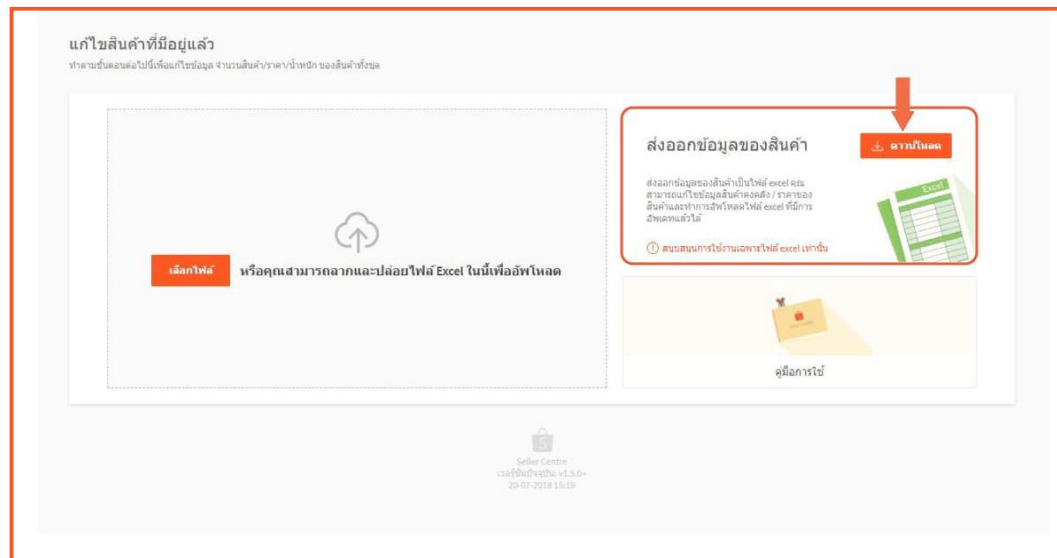 แก้ไขสินค้าที่มีอยู่แล้ว
ทำตามขั้นตอนต่อไปนี้เพื่อแก้ไขข้อมูล จำนวนสินค้า/ราคา/น้ำหนัก ของสินค้าทั้งชุด
ส่งออกข้อมูลของสินค้า
ดาวน์โหลด
ส่งออกข้อมูลของสินค้าเป็นไฟล์ excel คุณ
สามารถแก้ไขข้อมูลสินค้าคงคลัง / ราคาของ
สินค้าและทำการอัพโหลดไฟล์ excel ที่มีการ
อัพเดทแล้วได้
Excel
สนุบสนุนการใช้งานเฉพาะไฟล์ excel เท่านั้น
เลือกไฟล์
หรือคุณสามารถลากและปล่อยไฟล์ Excel ในนี้เพื่ออัพโหลด
คู่มือการใช้
Seller Centre
เวอร์ชั่นปัจจุบัน: v1.5.0-
20-07-2018 15:19